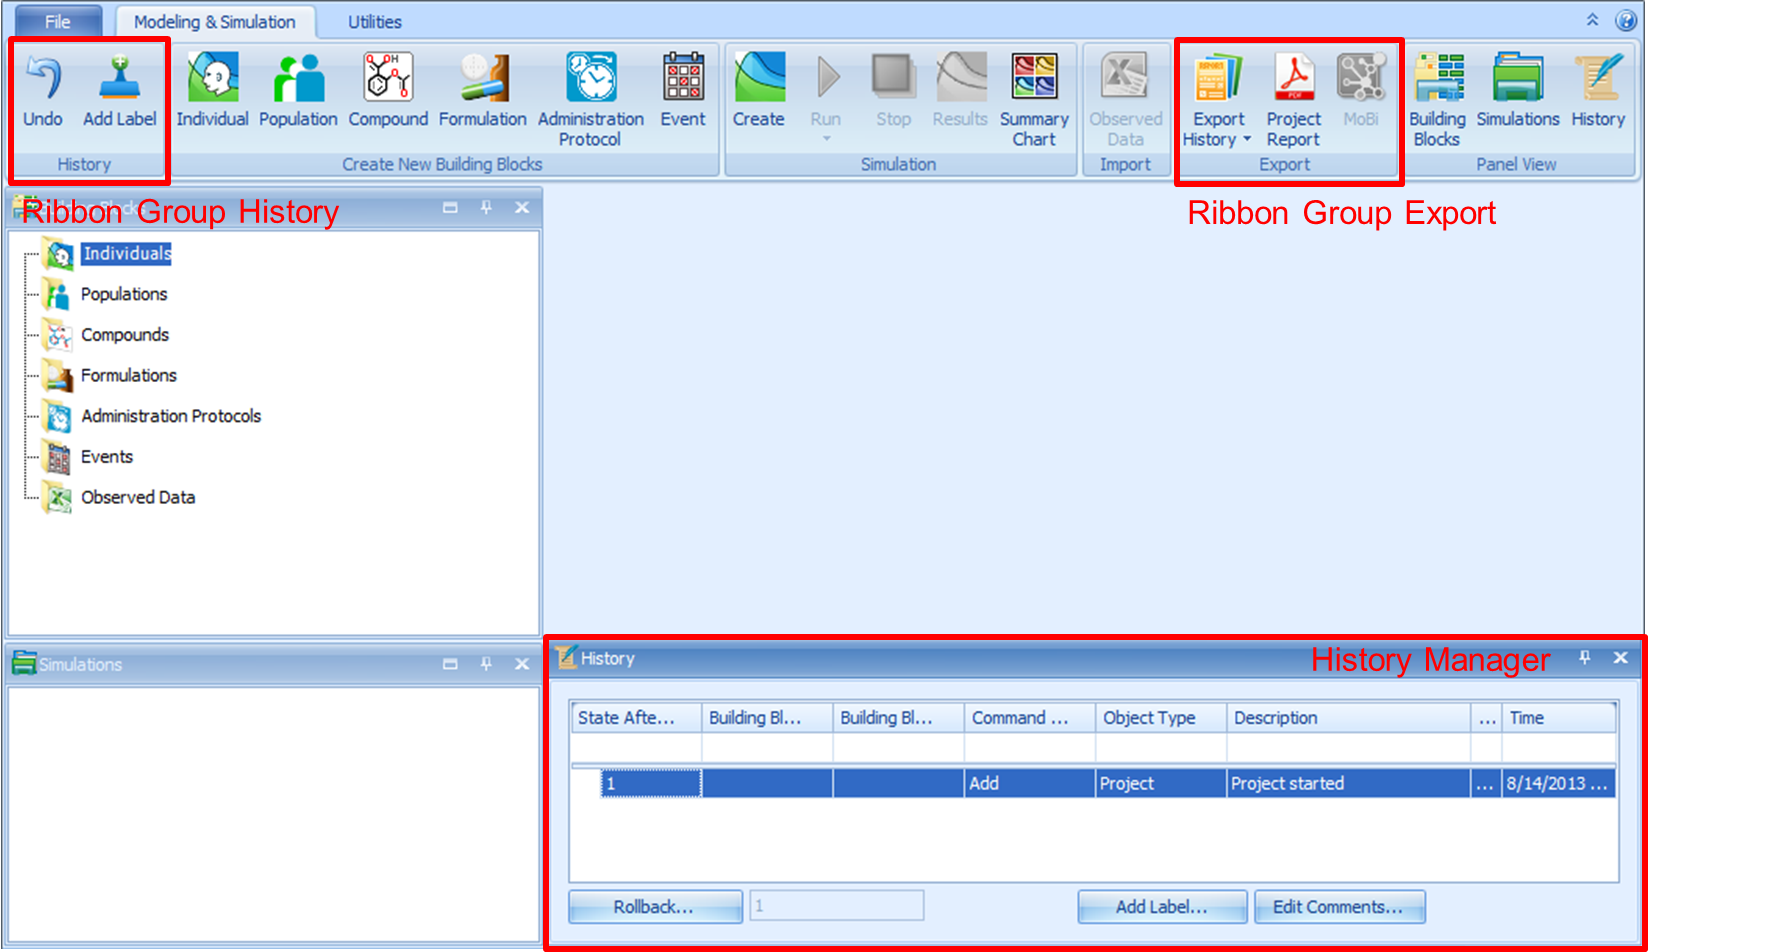 File Modeling & Simulation Utilities
Undo Add Label Individual Population Compound Formulation Administration Protocol Event Create Run Stop Results Summary Chart Observed Data Export History Project Report MoBi Building Blocks Simulations History
History Create New Building Blocks Simulation Import Export Panel View
Ribbon Group History
Ribbon Group Export
Individuals
Populations
Compounds
Formulations
Administration Protocols
Events
Observed Data
Simulations
History History Manager
State Afte... Building Bl... Building Bl... Command ... Object Type Description ... Time
1 Add Project Project started ... 8/14/2013 ...
Rollback... 1 Add Label... Edit Comments...